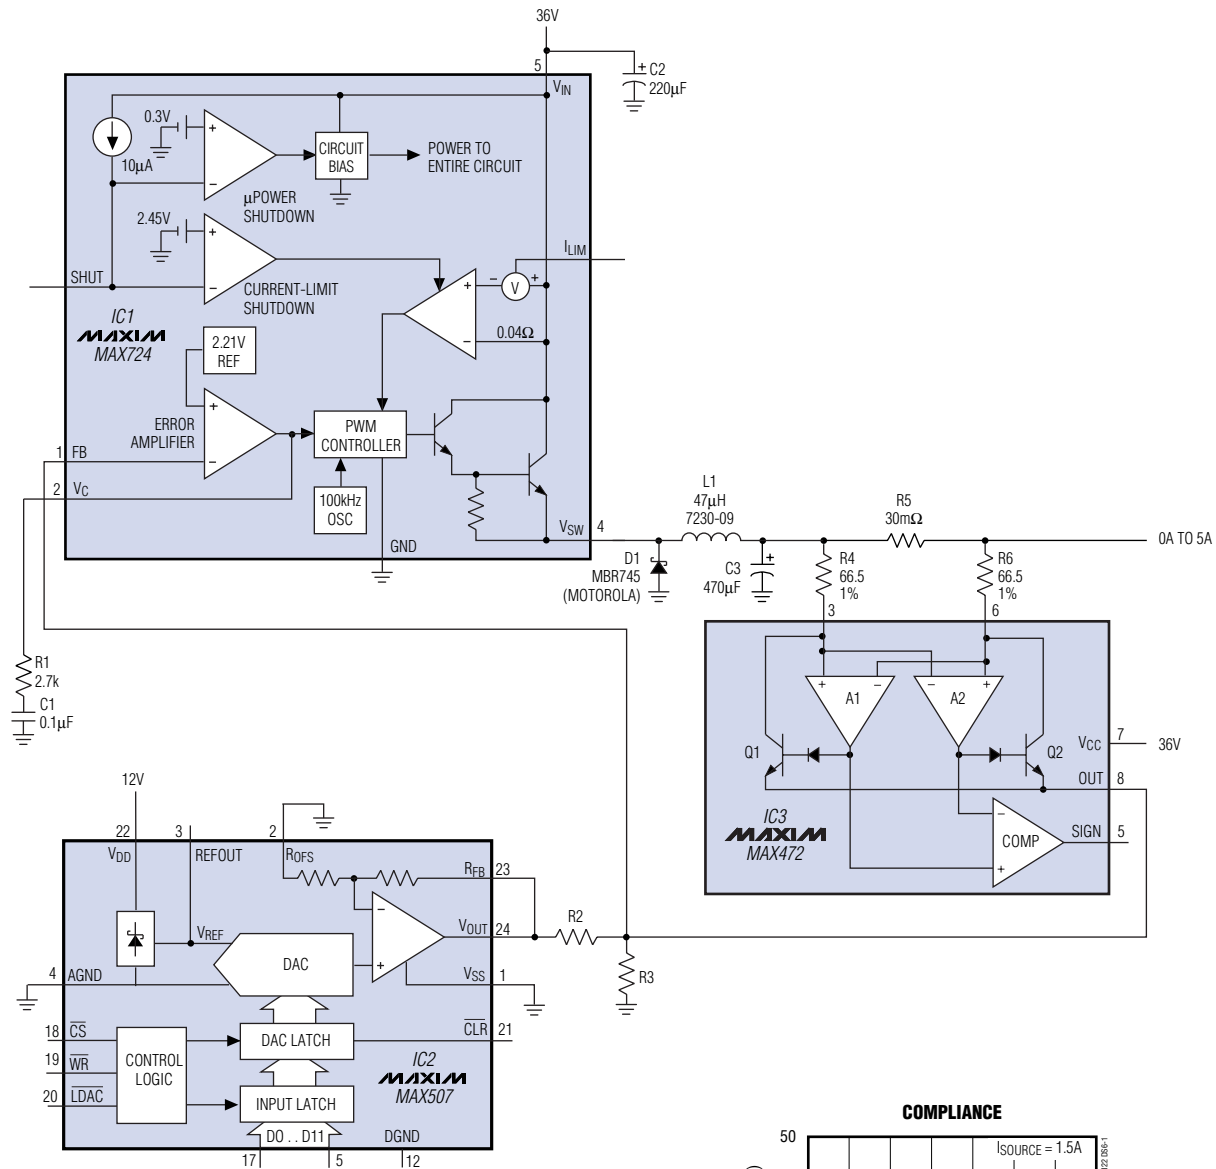 36V
5
+ C2
220µF
VIN
0.3V
+
10µA
−
CIRCUIT
BIAS
POWER TO
ENTIRE CIRCUIT
µPOWER
SHUTDOWN
2.45V
+
−
SHUT
CURRENT-LIMIT
SHUTDOWN
ILIM
− V +
+
0.04Ω
−
IC1
MAXIM
MAX724
2.21V
REF
+
ERROR
AMPLIFIER
−
PWM
CONTROLLER
1 FB
2 VC
100kHz
OSC
VSW 4
GND
L1
47µH
7230-09
R5
30mΩ
0A TO 5A
D1
MBR745
(MOTOROLA)
C3
470µF
+
R4
66.5
1%
R6
66.5
1%
3
6
R1
2.7k
C1
0.1µF
+ −
A1
− +
A2
Q1
Q2
VCC 7
36V
OUT 8
−
COMP
+
SIGN 5
IC3
MAXIM
MAX472
12V
22
3
2
VDD
REFOUT
ROFS
RFB 23
−
+
VREF
DAC
VOUT 24
R2
R3
4 AGND
VSS 1
18 CS
19 WR
20 LDAC
CONTROL
LOGIC
DAC LATCH
CLR 21
INPUT LATCH
IC2
MAXIM
MAX507
D0 . . D11
DGND
17
5
12
COMPLIANCE
50
ISOURCE = 1.5A